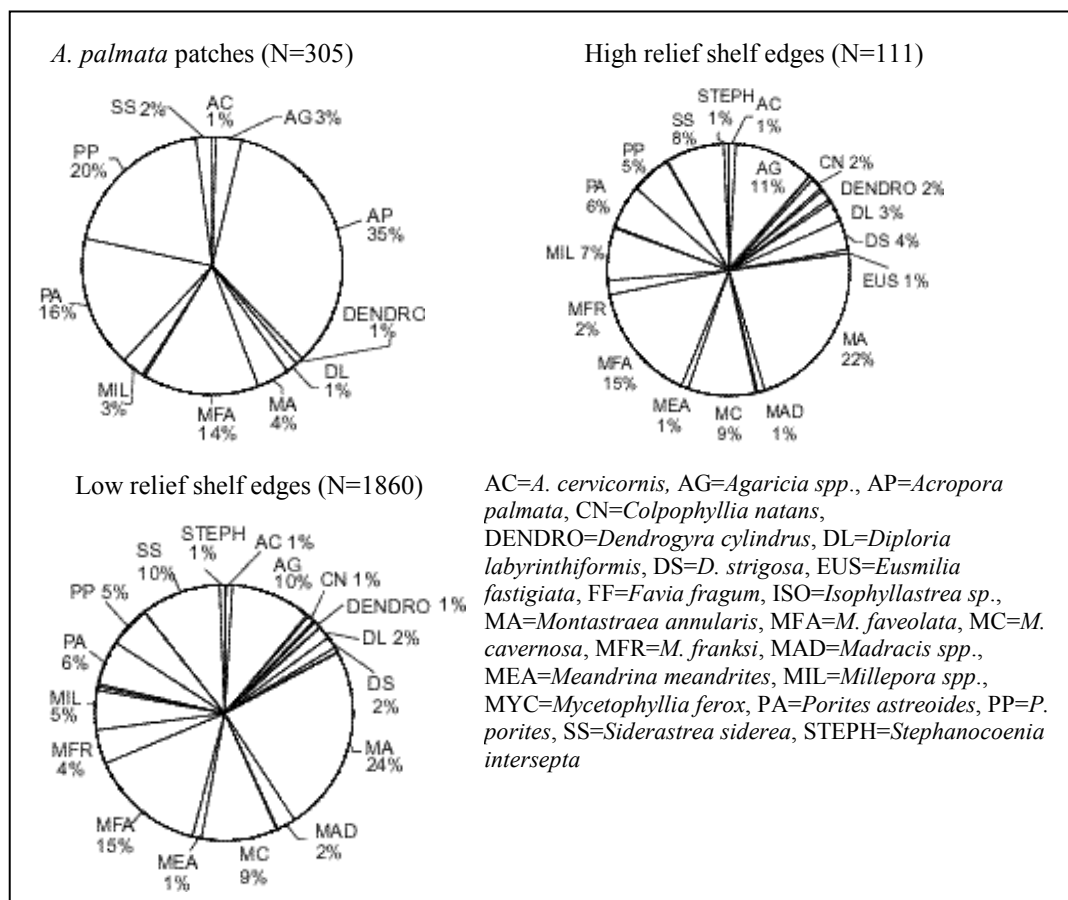 A. palmata patches (N=305)
SS 2%
AC
1%
AG 3%
PP
20%
AP
35%
PA
16%
DENDRO
1%
DL
1%
MIL
3%
MA
4%
MFA
14%
High relief shelf edges (N=111)
STEPH
1%
AC
1%
SS
8%
PP
5%
AG
11%
CN 2%
DENDRO 2%
PA
6%
DL 3%
DS 4%
MIL 7%
EUS 1%
MFR
2%
MA
22%
MFA
15%
MEA
1%
MC
9%
MAD
1%
Low relief shelf edges (N=1860)
STEPH
1%
AC 1%
SS
10%
AG
10%
CN 1%
PP 5%
DENDRO 1%
DL 2%
PA
6%
DS
2%
MIL
5%
MA
24%
MFR
4%
MFA
15%
MAD
2%
MEA
1%
MC
9%
AC=A. cervicornis, AG=Agaricia spp., AP=Acropora
palmata, CN=Colpophyllia natans,
DENDRO=Dendrogyra cylindrus, DL=Diploria
labyrinthiformis, DS=D. strigosa, EUS=Eusmilia
fastigiata, FF=Favia fragum, ISO=Isophyllastrea sp.,
MA=Montastraea annularis, MFA=M. faveolata, MC=M.
cavernosa, MFR=M. franksi, MAD=Madracis spp.,
MEA=Meandrina meandrites, MIL=Millepora spp.,
MYC=Mycetophyllia ferox, PA=Porites astreoides, PP=P.
porites, SS=Siderastrea siderea, STEPH=Stephanocoenia
intersepta